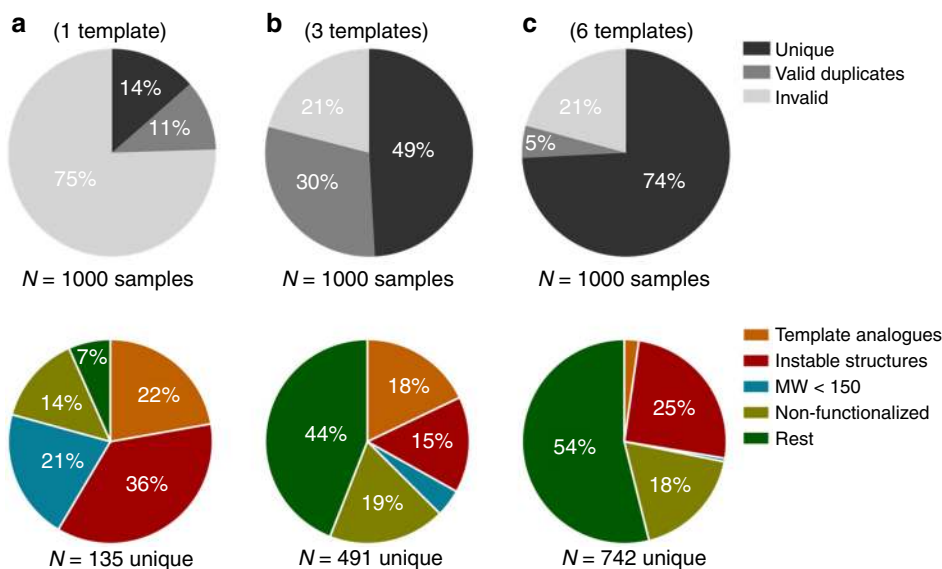 a (1 template)
b (3 templates)
c (6 templates)
Unique
Valid duplicates
Invalid
14%
11%
75%
21%
49%
30%
21%
5%
74%
N = 1000 samples
N = 1000 samples
N = 1000 samples
Template analogues
Instable structures
MW < 150
Non-functionalized
Rest
7%
22%
14%
21%
36%
18%
44%
15%
19%
25%
54%
18%
N = 135 unique
N = 491 unique
N = 742 unique